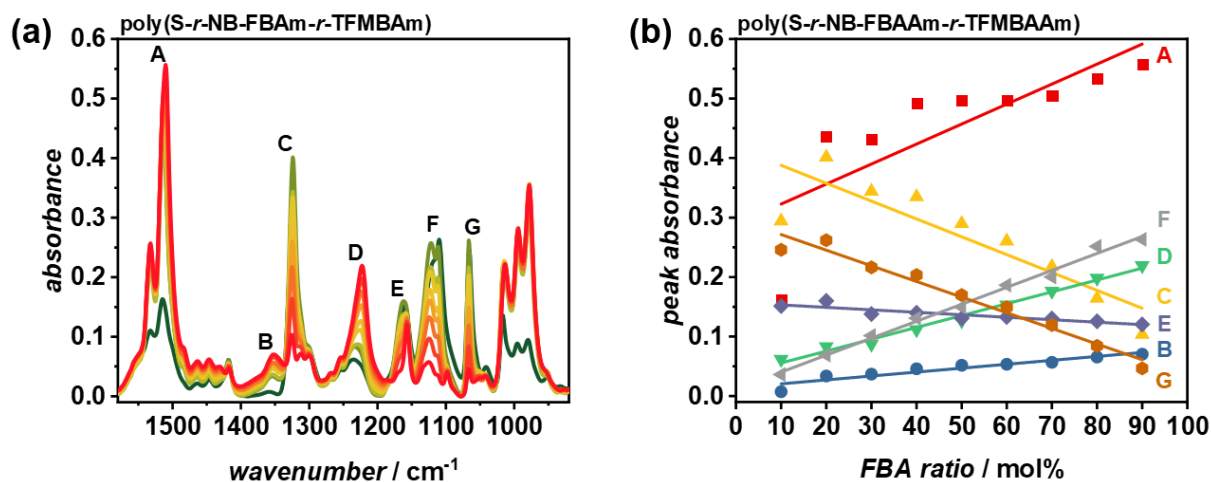 (a)
poly(S-r-NB-FBAm-r-TFMBAm)
absorbance
0.6
0.5
0.4
0.3
0.2
0.1
0.0
A
B
C
D
E
F
G
1500 1400 1300 1200 1100 1000
wavenumber / cm⁻¹
(b)
poly(S-r-NB-FBAAm-r-TFMBAAm)
peak absorbance
0.6
0.5
0.4
0.3
0.2
0.1
0.0
A
F
D
C
E
B
G
0 10 20 30 40 50 60 70 80 90 100
FBA ratio / mol%